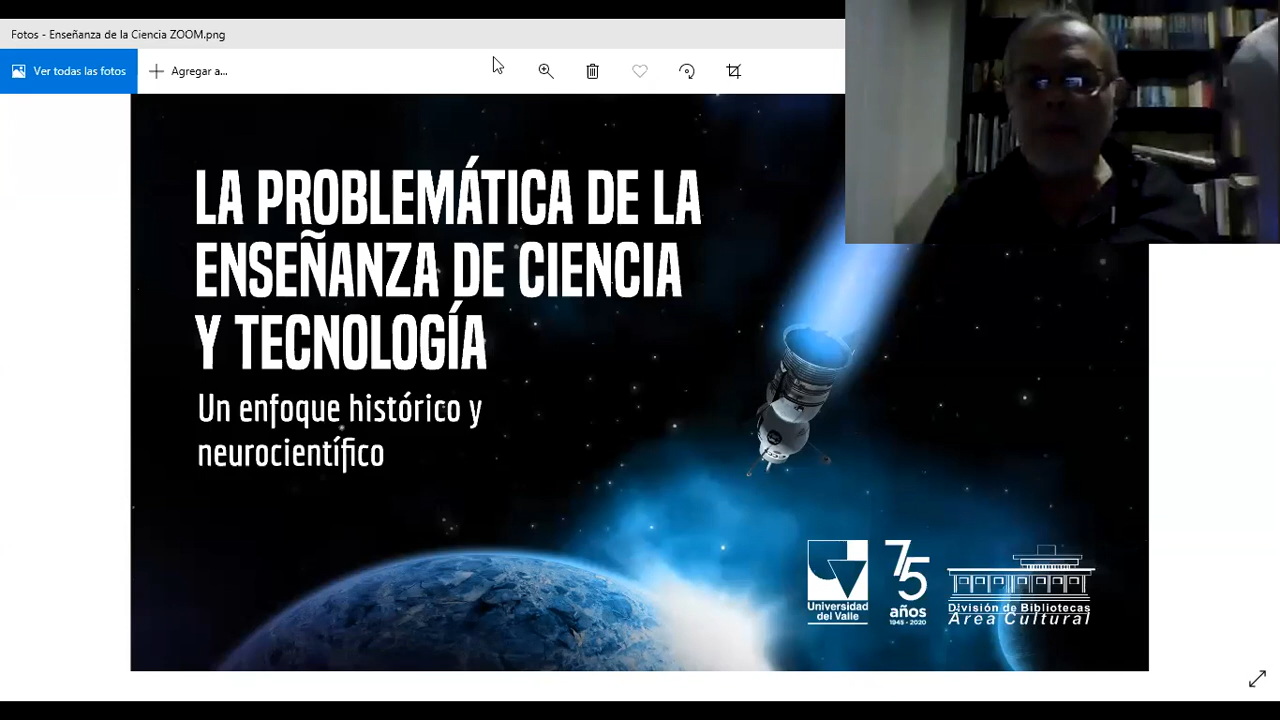 Fotos - Enseñanza de la Ciencia ZOOM.png
Ver todas las fotos
Agregar a...
LA PROBLEMÁTICA DE LA
ENSEÑANZA DE CIENCIA
Y TECNOLOGÍA
Un enfoque histórico y
neurocientífico
Universidad
del Valle
75
años
1945 - 2020
División de Bibliotecas
Área Cultural